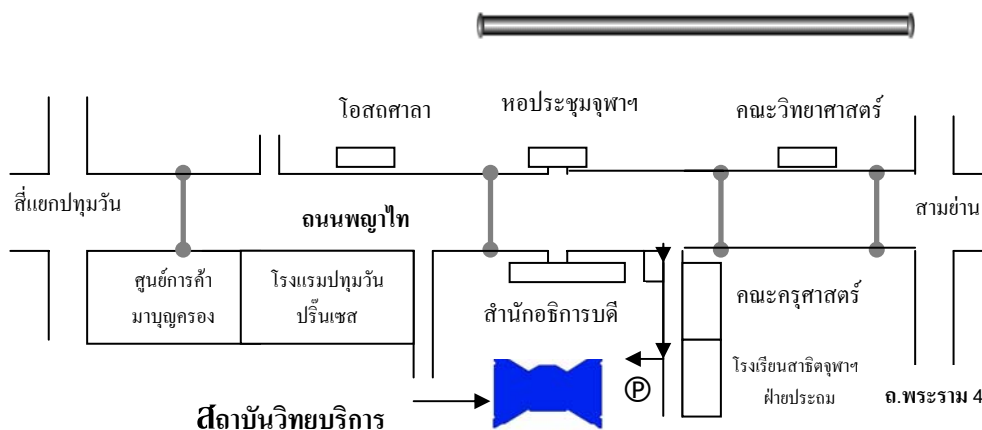 โอสถศาลา
หอประชุมจุฬาฯ
คณะวิทยาศาสตร์
สี่แยกปทุมวัน
ถนนพญาไท
สามย่าน
ศูนย์การค้า
มาบุญครอง
โรงแรมปทุมวัน
ปริ๊นเซส
สำนักอธิการบดี
คณะครุศาสตร์
โรงเรียนสาธิตจุฬาฯ
ฝ่ายประถม
ถ.พระราม 4
P
สถาบันวิทยบริการ